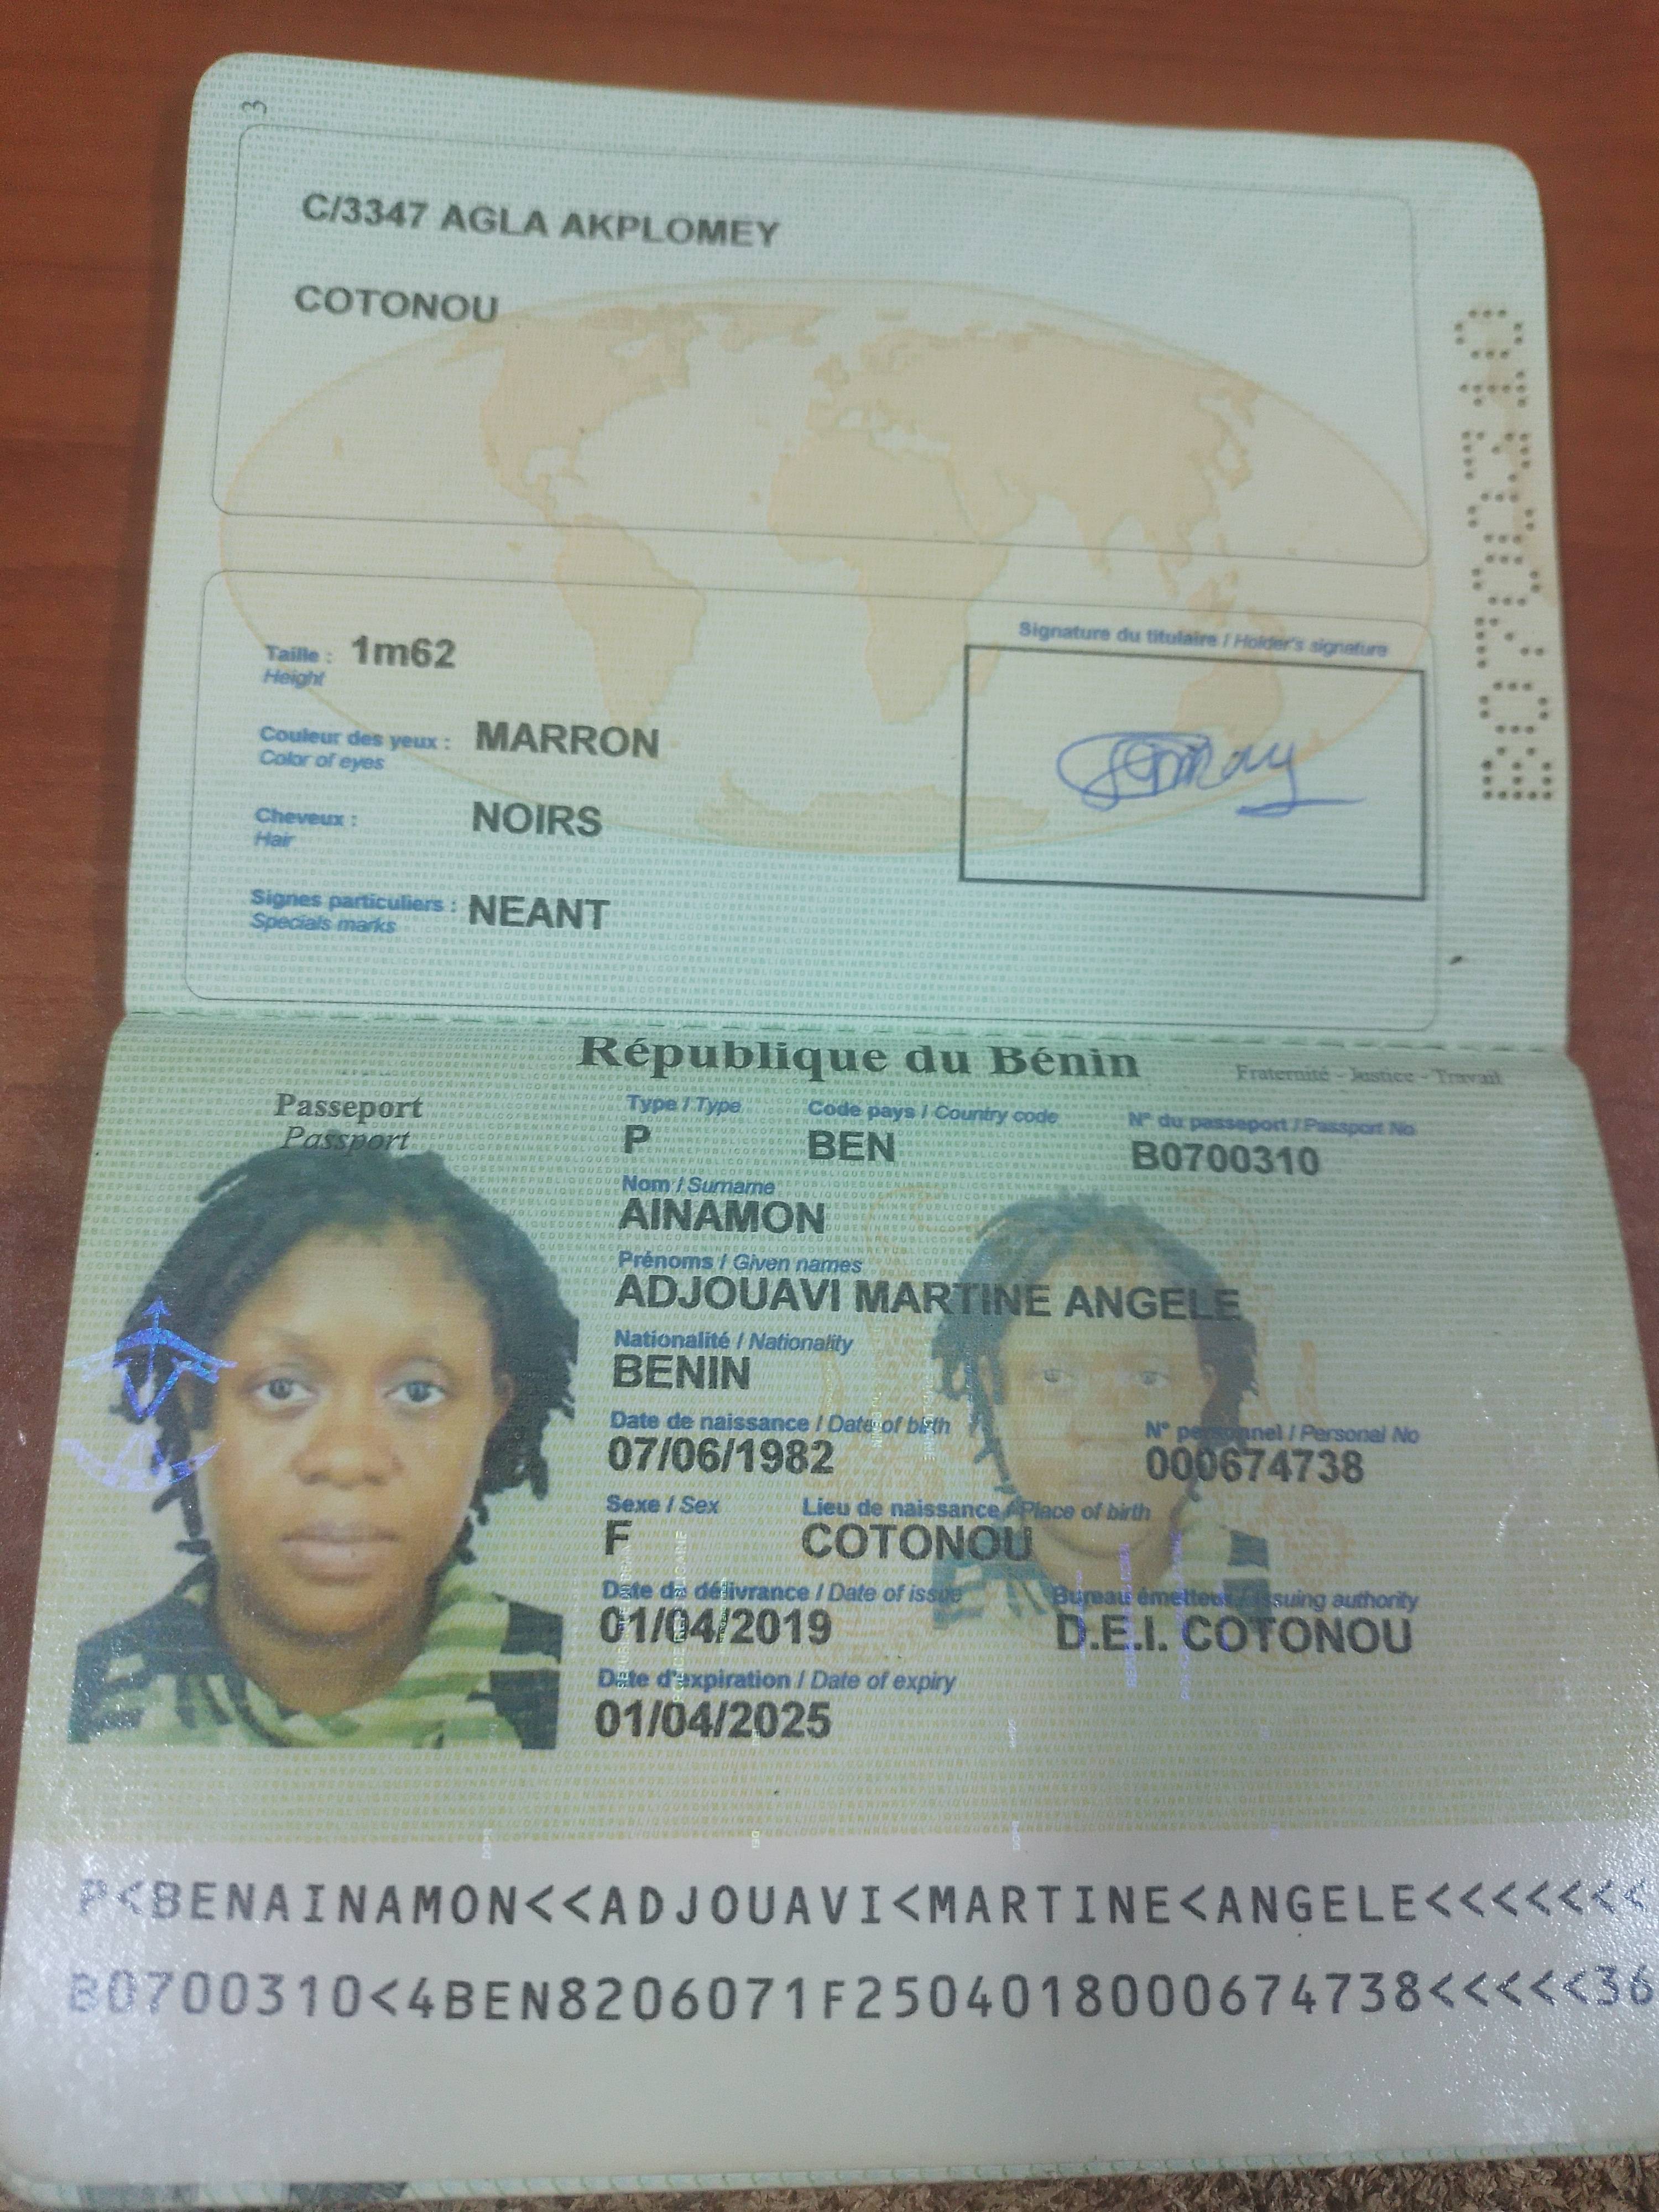 3
C/3347 AGLA AKPLOMEY
COTONOU
Taille : 1m62
Height
Couleur des yeux : MARRON
Color of eyes
Cheveux : NOIRS
Hair
Signes particuliers : NEANT
Specials marks
Signature du titulaire / Holder's signature
B0700310
République du Bénin
Fraternité - Justice - Travail
Passeport
Passport
Type / Type
P
Code pays / Country code
BEN
N° du passeport / Passport No
B0700310
Nom / Surname
AINAMON
Prénoms / Given names
ADJOUAVI MARTINE ANGELE
Nationalité / Nationality
BENIN
Date de naissance / Date of birth
07/06/1982
N° personnel / Personal No
000674738
Sexe / Sex
F
Lieu de naissance / Place of birth
COTONOU
Date de délivrance / Date of issue
01/04/2019
Bureau émetteur / Issuing authority
D.E.I. COTONOU
Date d'expiration / Date of expiry
01/04/2025
P<BENAINAMON<<ADJOUAVI<MARTINE<ANGELE<<<<<<<
B0700310<4BEN8206071F2504018000674738<<<<<36